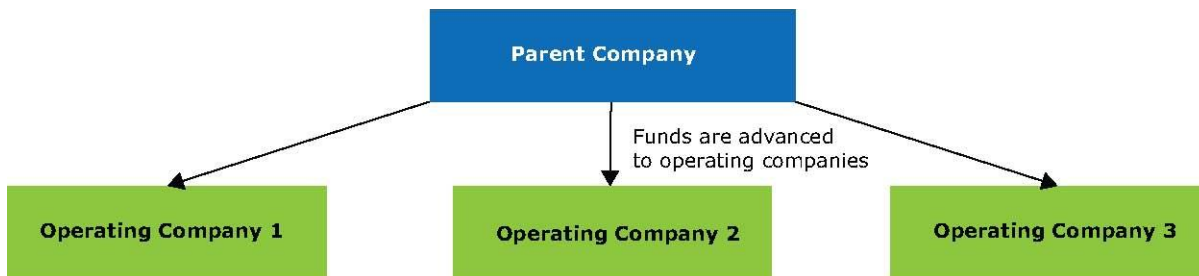 Parent Company
Funds are advanced
to operating companies
Operating Company 1
Operating Company 2
Operating Company 3